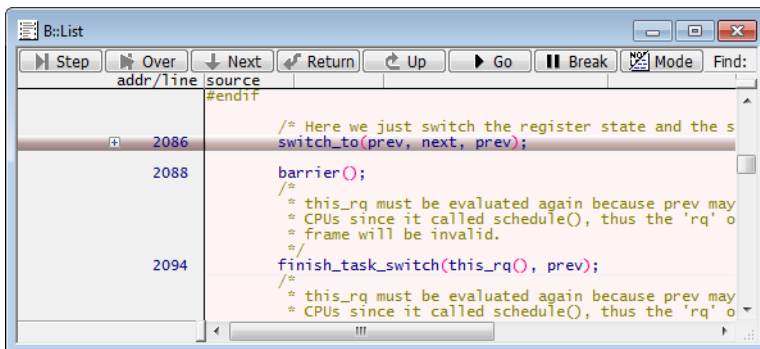 B::List
Step Over Next Return Up Go Break Mode Find:
addr/line source
#endif
/* Here we just switch the register state and the s
2086 switch_to(prev, next, prev);
2088 barrier();
/*
* this_rq must be evaluated again because prev may
* CPUs since it called schedule(), thus the 'rq' o
* frame will be invalid.
*/
2094 finish_task_switch(this_rq(), prev);
/*
* this_rq must be evaluated again because prev may
* CPUs since it called schedule(), thus the 'rq' o